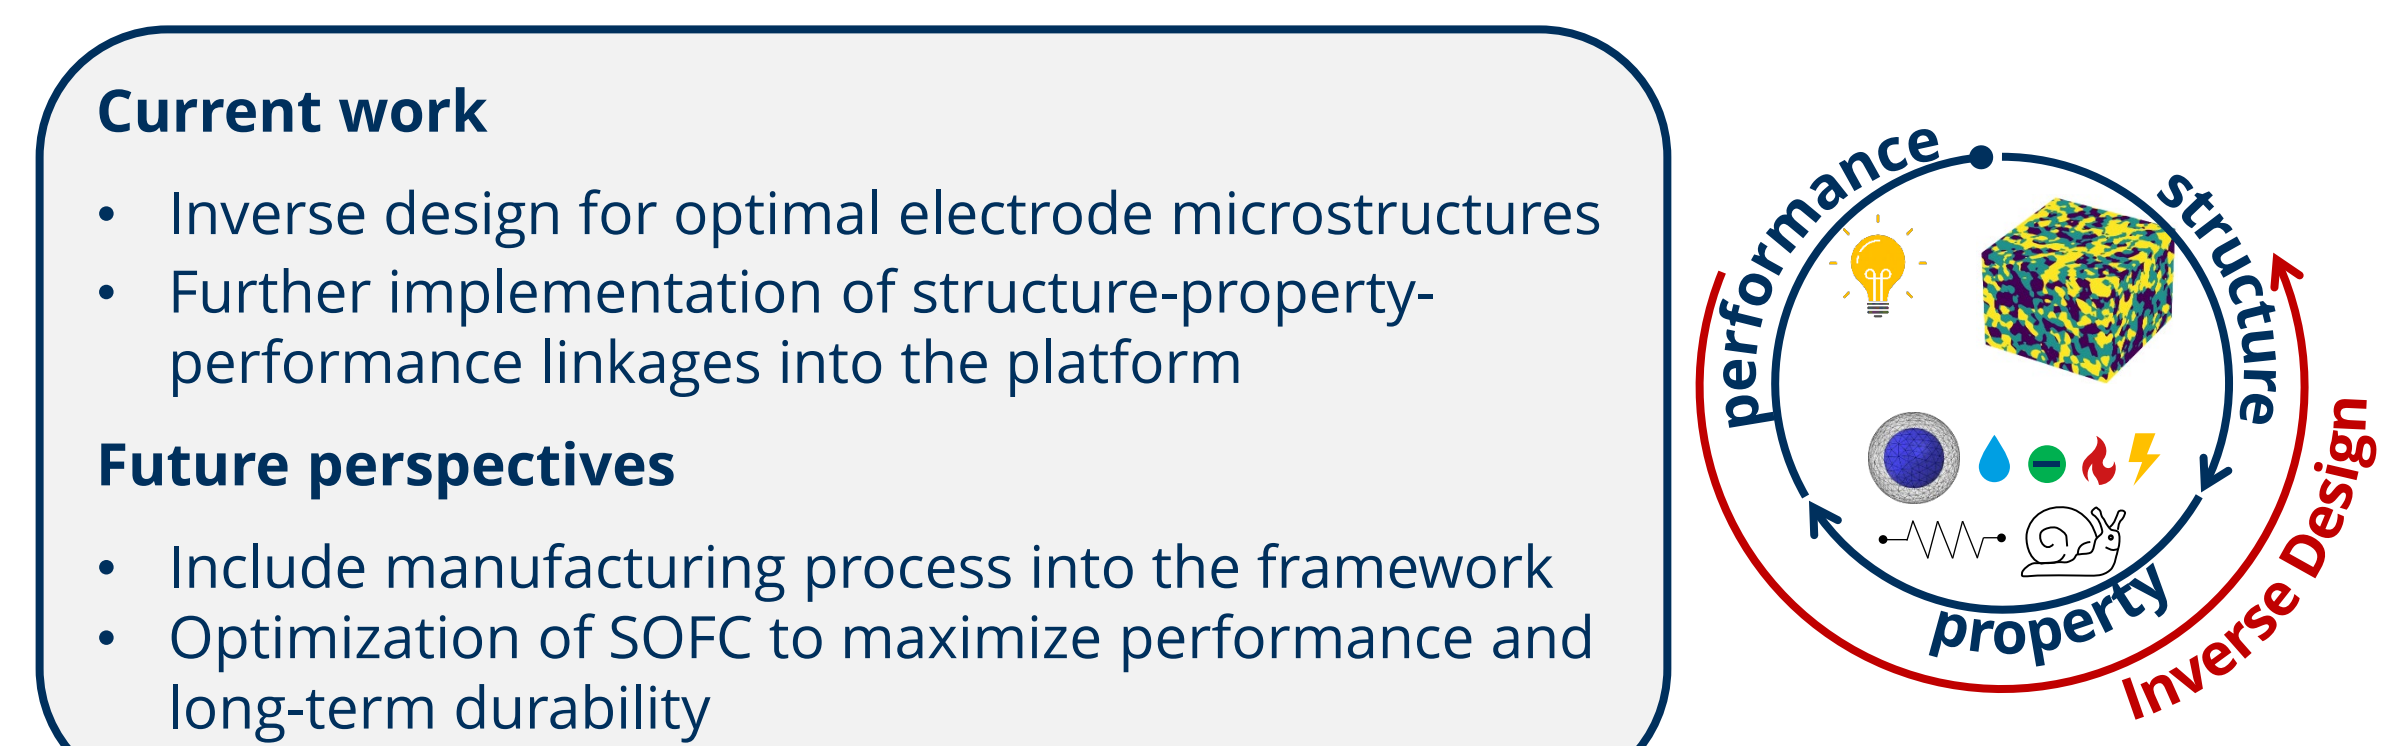 Current work
• Inverse design for optimal electrode microstructures
• Further implementation of structure-property-
performance linkages into the platform
Future perspectives
• Include manufacturing process into the framework
• Optimization of SOFC to maximize performance and
long-term durability
performance
structure
property
Inverse Design